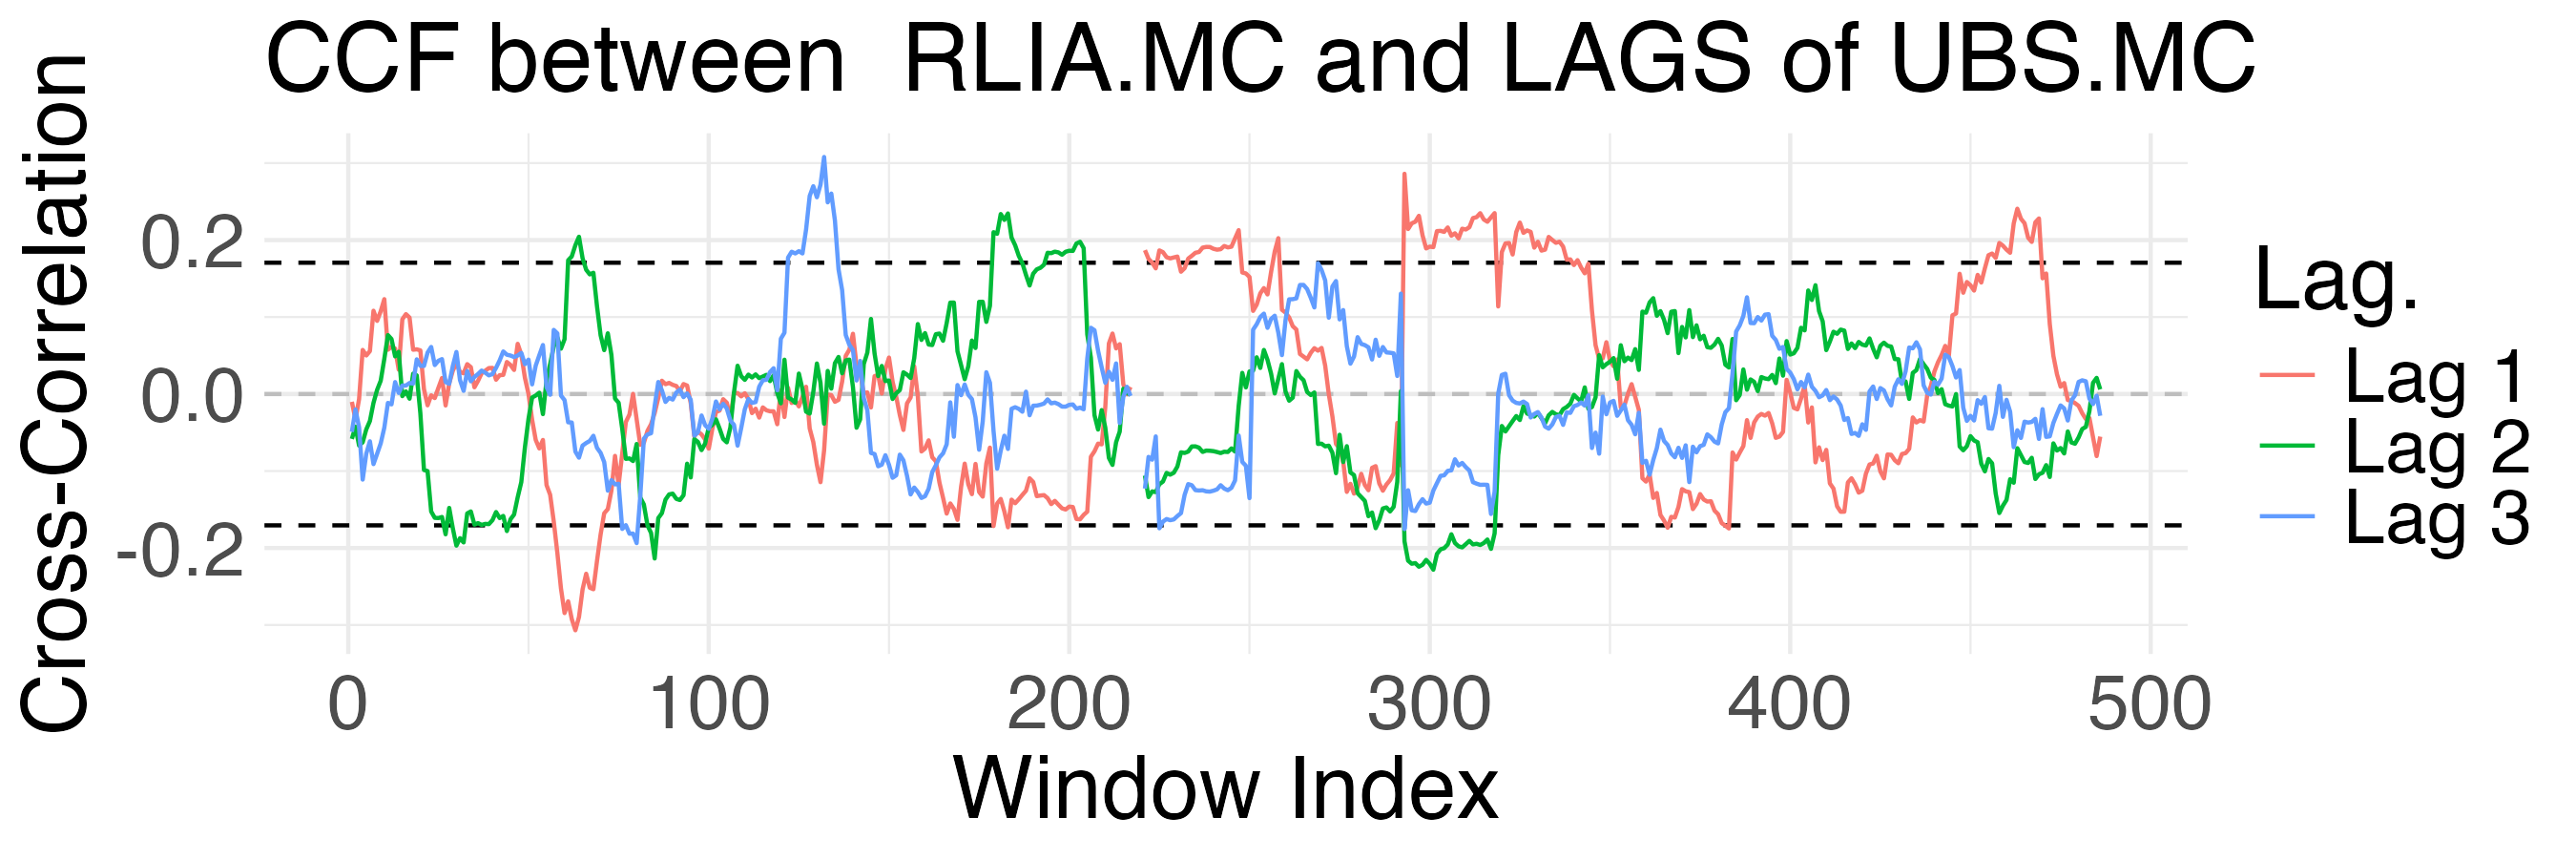 CCF between  RLIA.MC and LAGS of UBS.MC
Cross-Correlation
0.2
0.0
-0.2
0 100 200 300 400 500
Window Index
Lag.
Lag 1
Lag 2
Lag 3